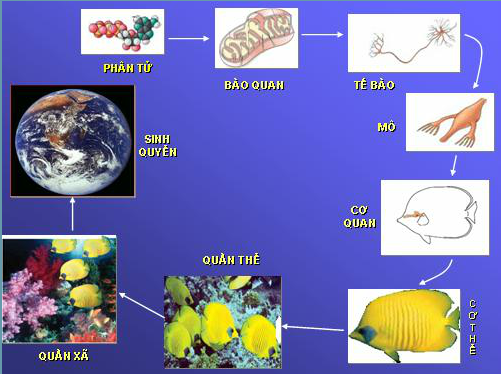 PHÂN TỬ
BÀO QUAN
TẾ BÀO
MÔ
CƠ
QUAN
CƠ THỂ
QUẦN THỂ
QUẦN XÃ
SINH
QUYỂN